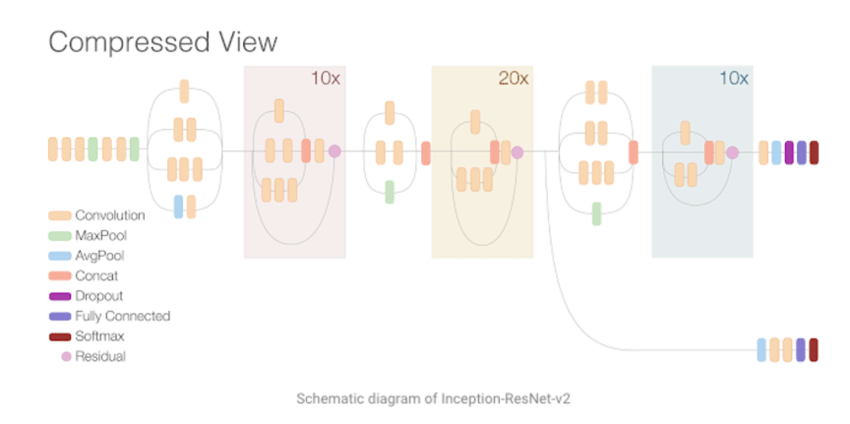 Compressed View
10x
20x
10x
Convolution
MaxPool
AvgPool
Concat
Dropout
Fully Connected
Softmax
Residual
Schematic diagram of Inception-ResNet-v2